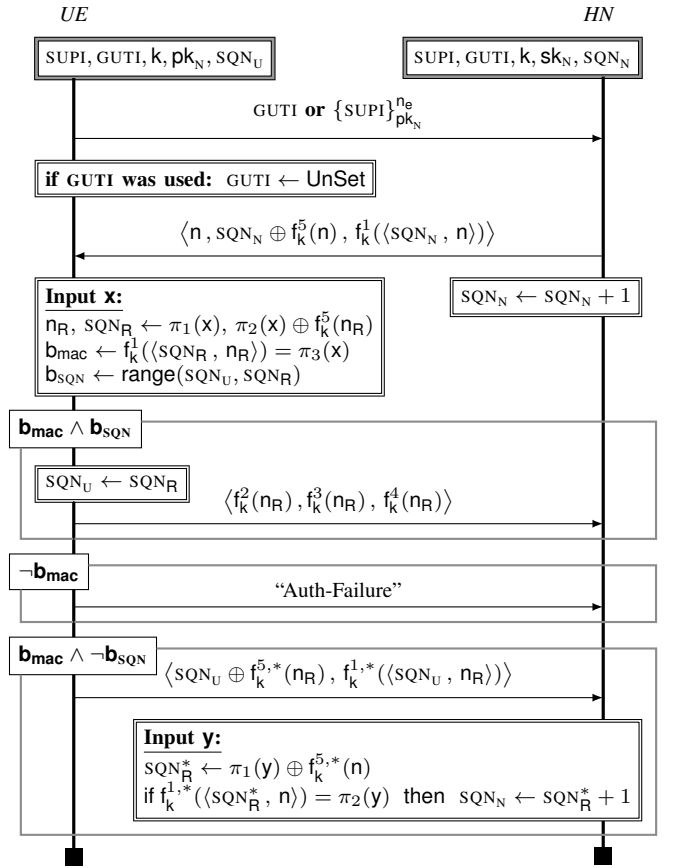 UE HN
SUPI, GUTI, k, pk_N, SQN_U SUPI, GUTI, k, sk_N, SQN_N
GUTI or {SUPI}^{n_e}_{pk_N}
if GUTI was used: GUTI ← UnSet
⟨n , SQN_N ⊕ f^5_k(n) , f^1_k(⟨SQN_N , n⟩)⟩
Input x: SQN_N ← SQN_N + 1
n_R, SQN_R ← π_1(x), π_2(x) ⊕ f^5_k(n_R)
b_mac ← f^1_k(⟨SQN_R , n_R⟩) = π_3(x)
b_SQN ← range(SQN_U, SQN_R)
b_mac ∧ b_SQN
SQN_U ← SQN_R
⟨f^2_k(n_R) , f^3_k(n_R) , f^4_k(n_R)⟩
¬b_mac
“Auth-Failure”
b_mac ∧ ¬b_SQN
⟨SQN_U ⊕ f^{5,*}_k(n_R) , f^{1,*}_k(⟨SQN_U , n_R⟩)⟩
Input y:
SQN^*_R ← π_1(y) ⊕ f^{5,*}_k(n)
if f^{1,*}_k(⟨SQN^*_R , n⟩) = π_2(y) then SQN_N ← SQN^*_R + 1